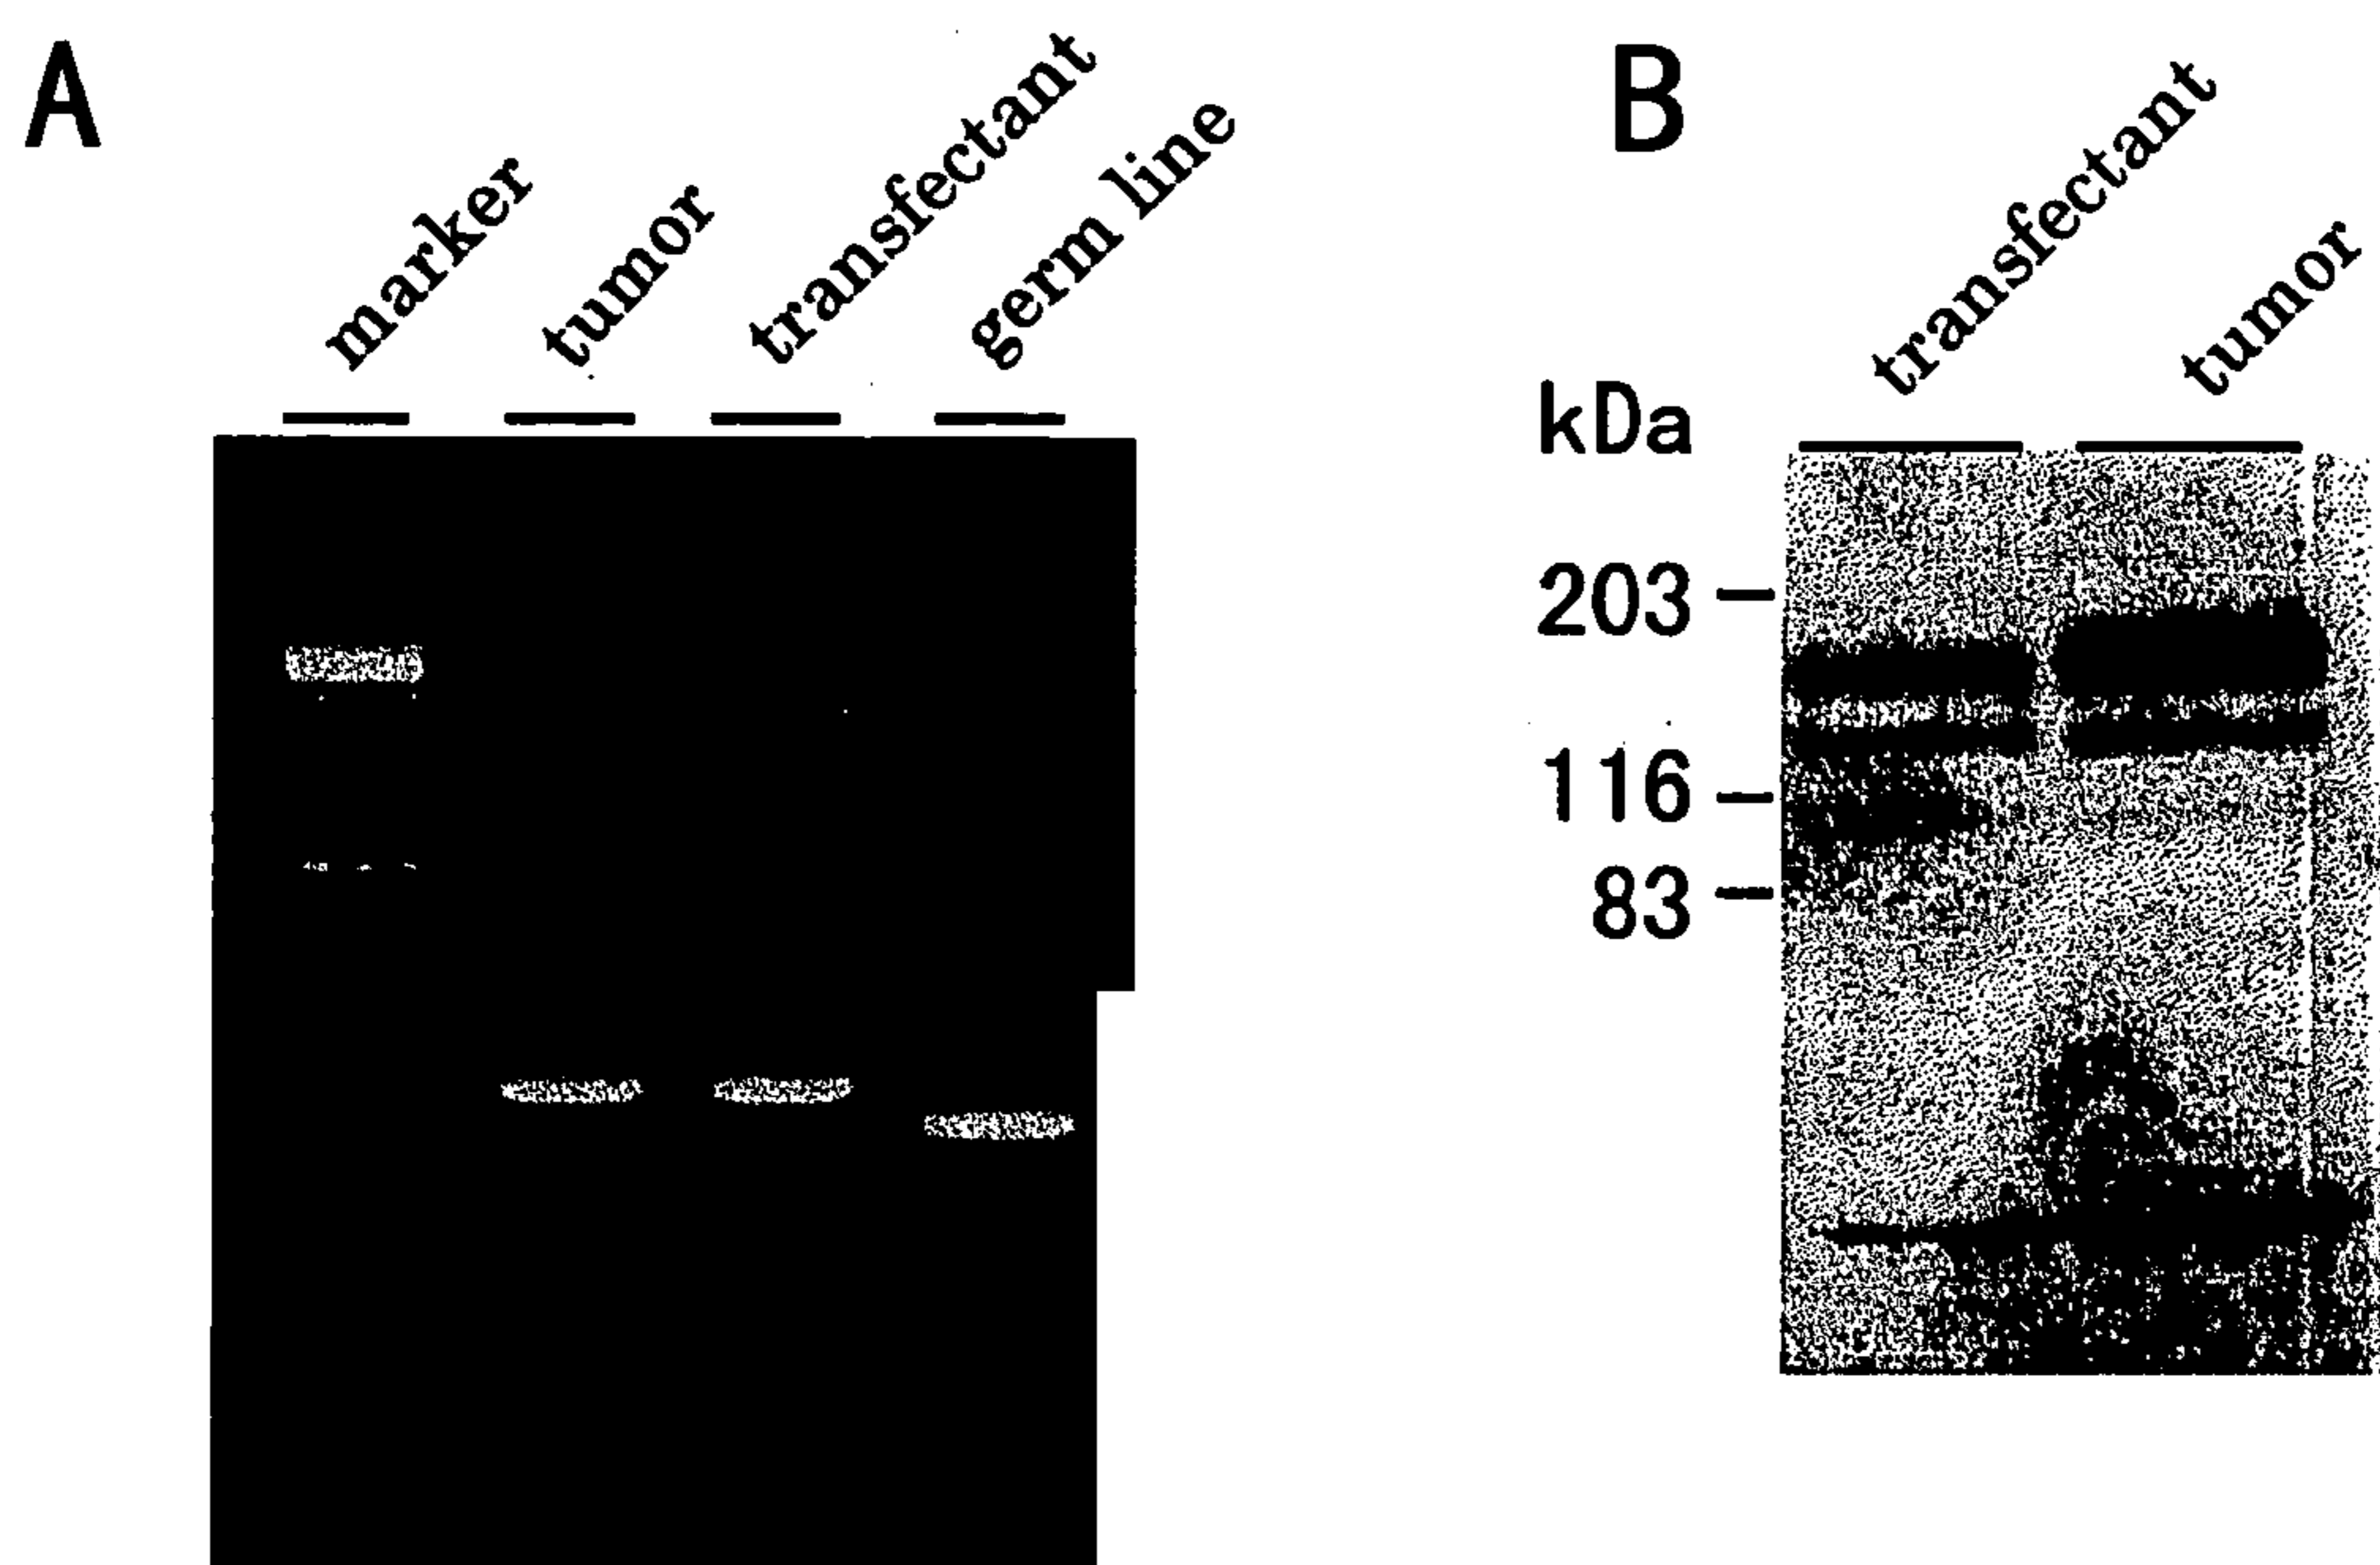 A
marker
tumor
transfectant
germ line
B
transfectant
tumor
kDa
203
116
83